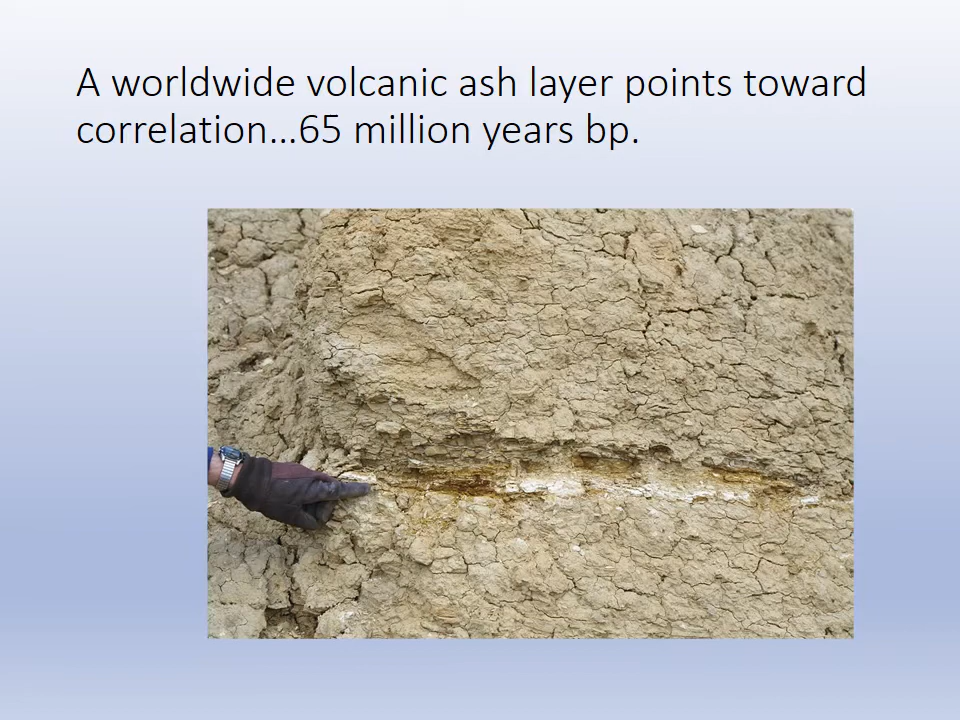 A worldwide volcanic ash layer points toward
correlation…65 million years bp.